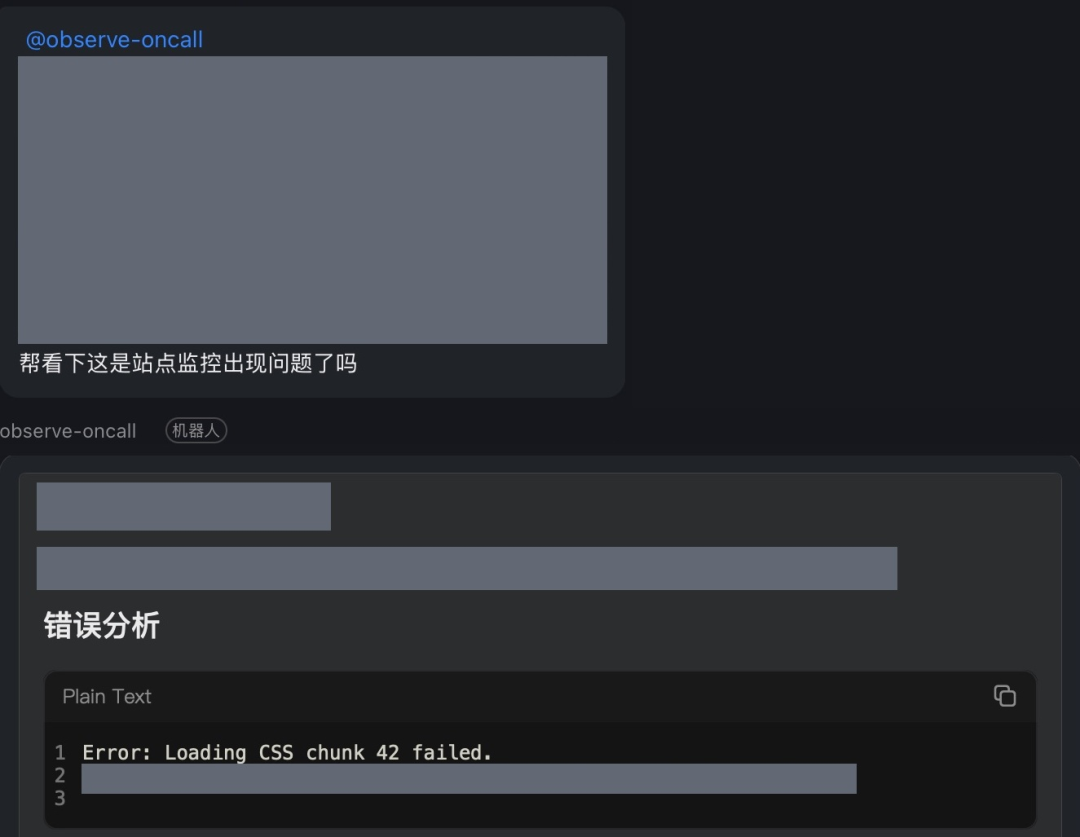 @observe-oncall
帮看下这是站点监控出现问题了吗
observe-oncall 机器人
错误分析
Plain Text
1 Error: Loading CSS chunk 42 failed.
2
3